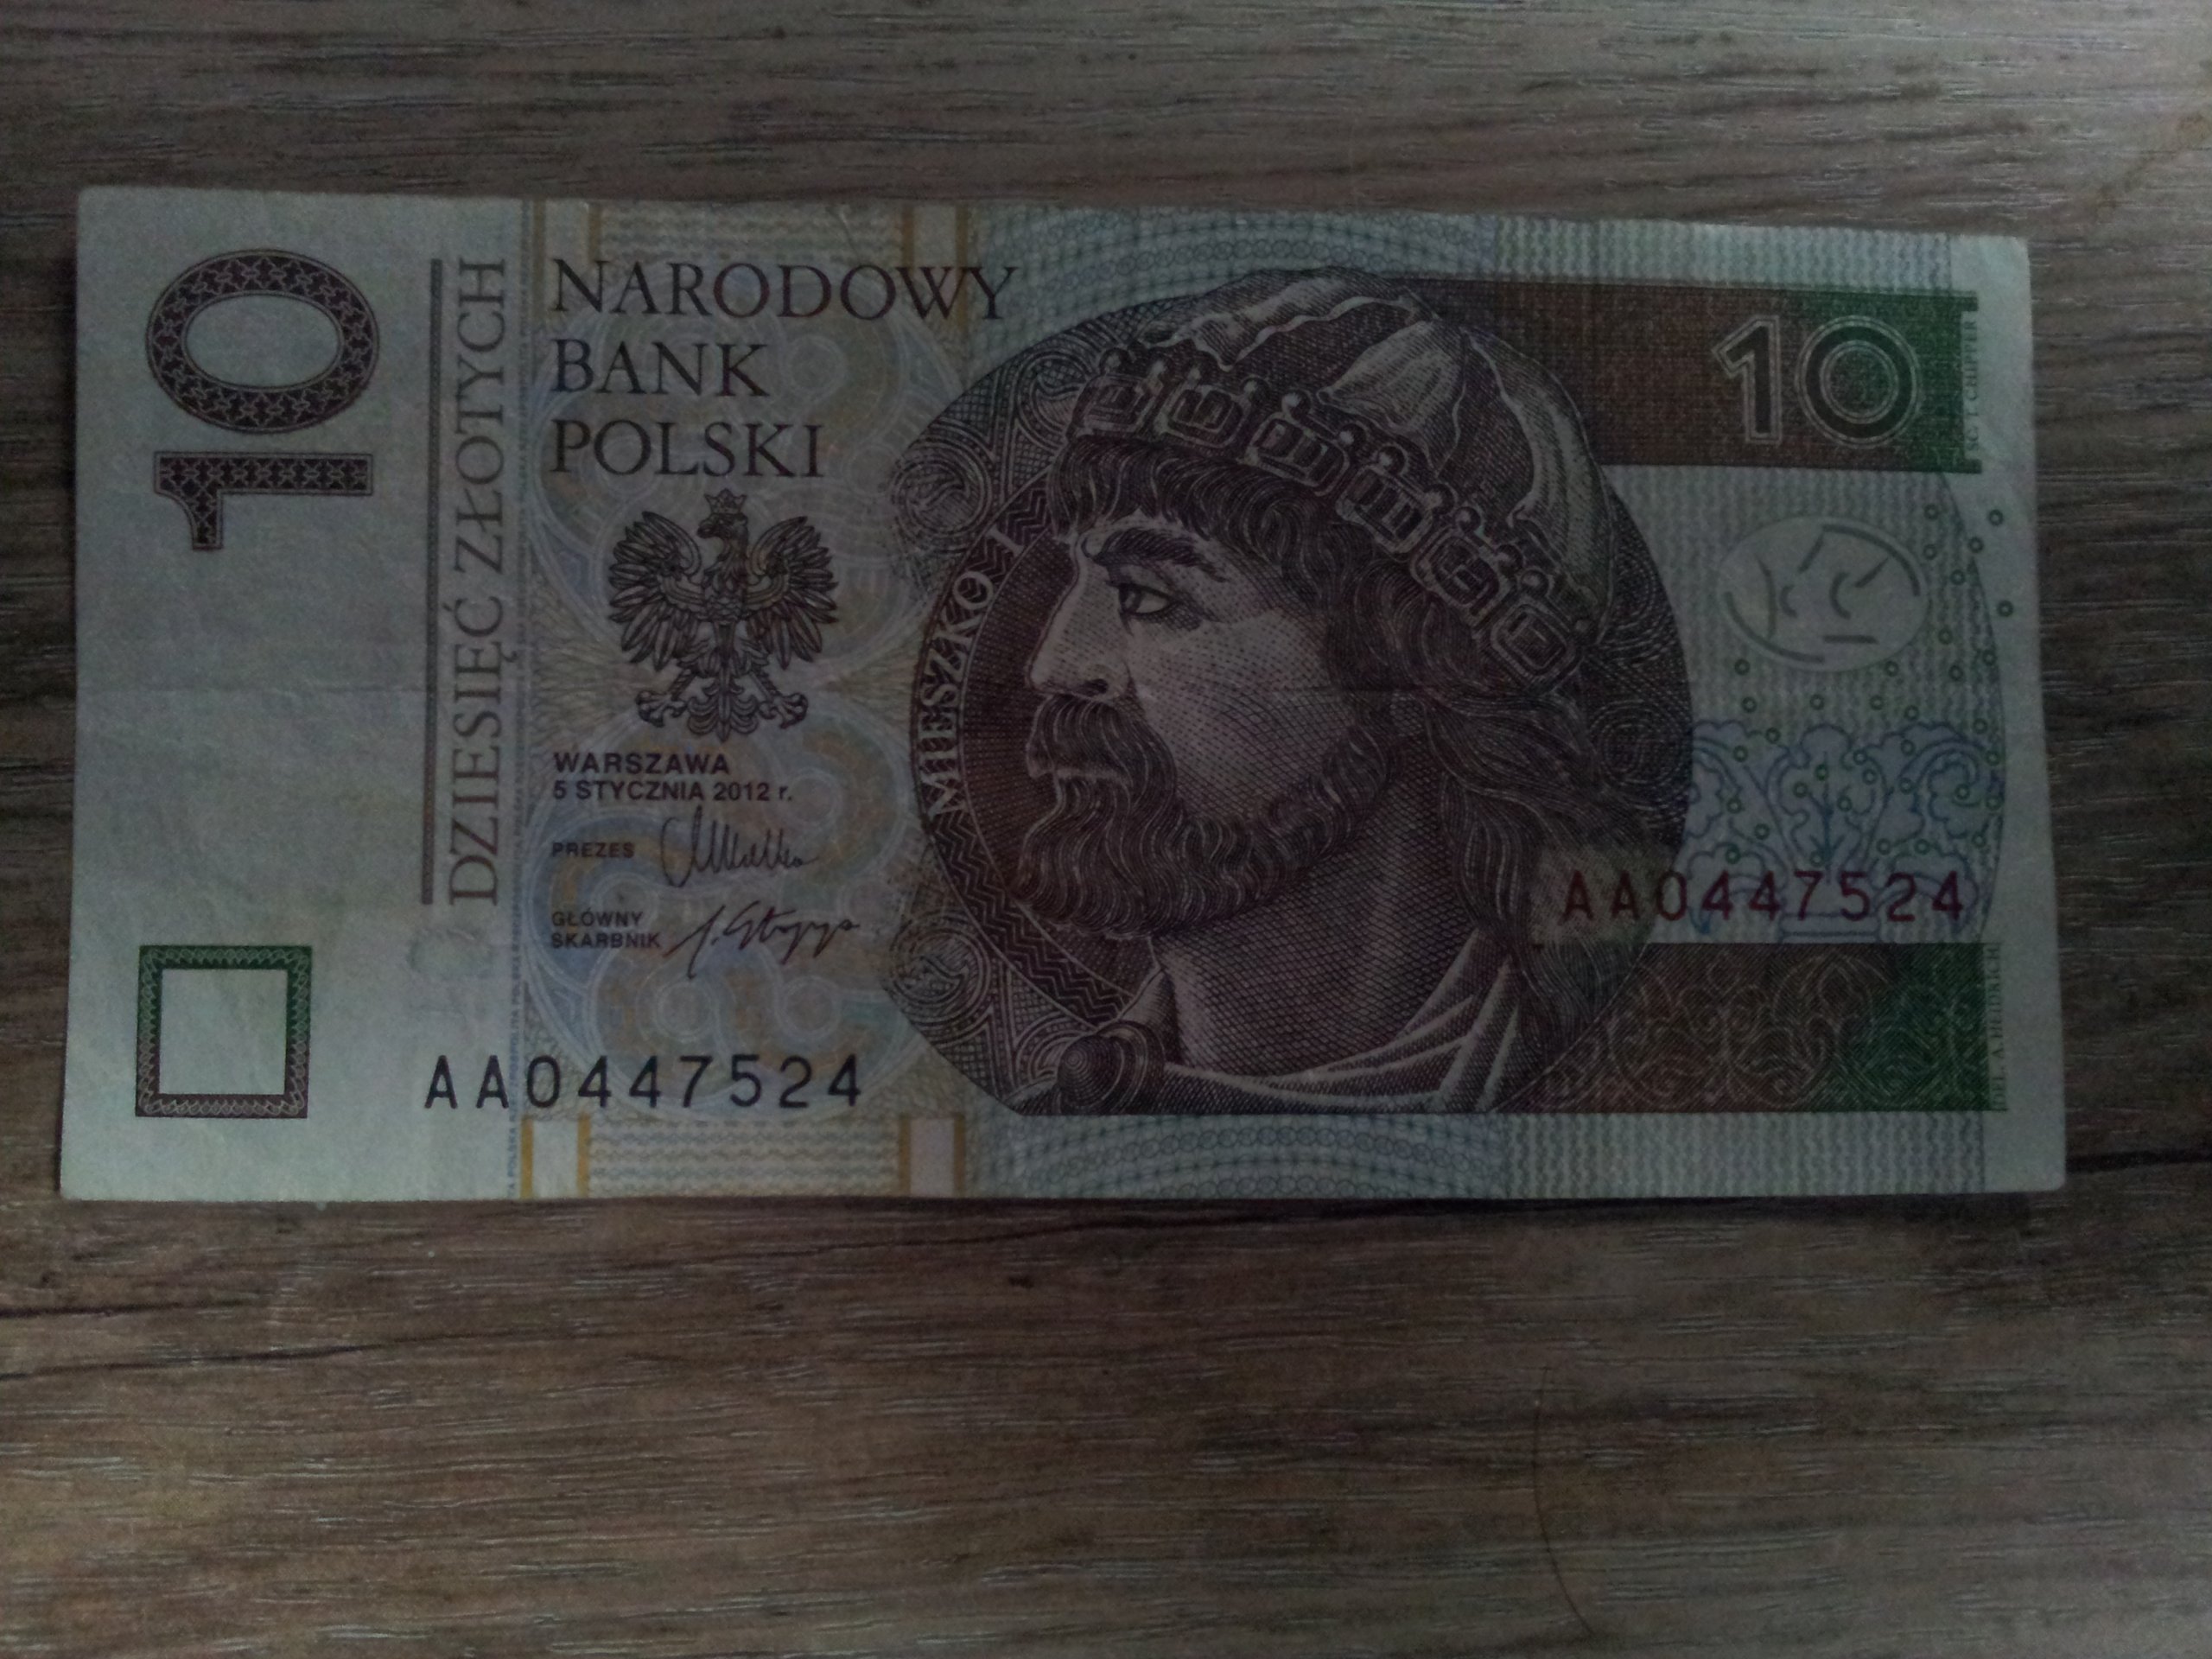 10
DZIESIĘĆ ZŁOTYCH
NARODOWY
BANK
POLSKI
WARSZAWA
5 STYCZNIA 2012 r.
PREZES
GŁÓWNY
SKARBNIK
AA0447524
MIESZKO I
10
AA0447524